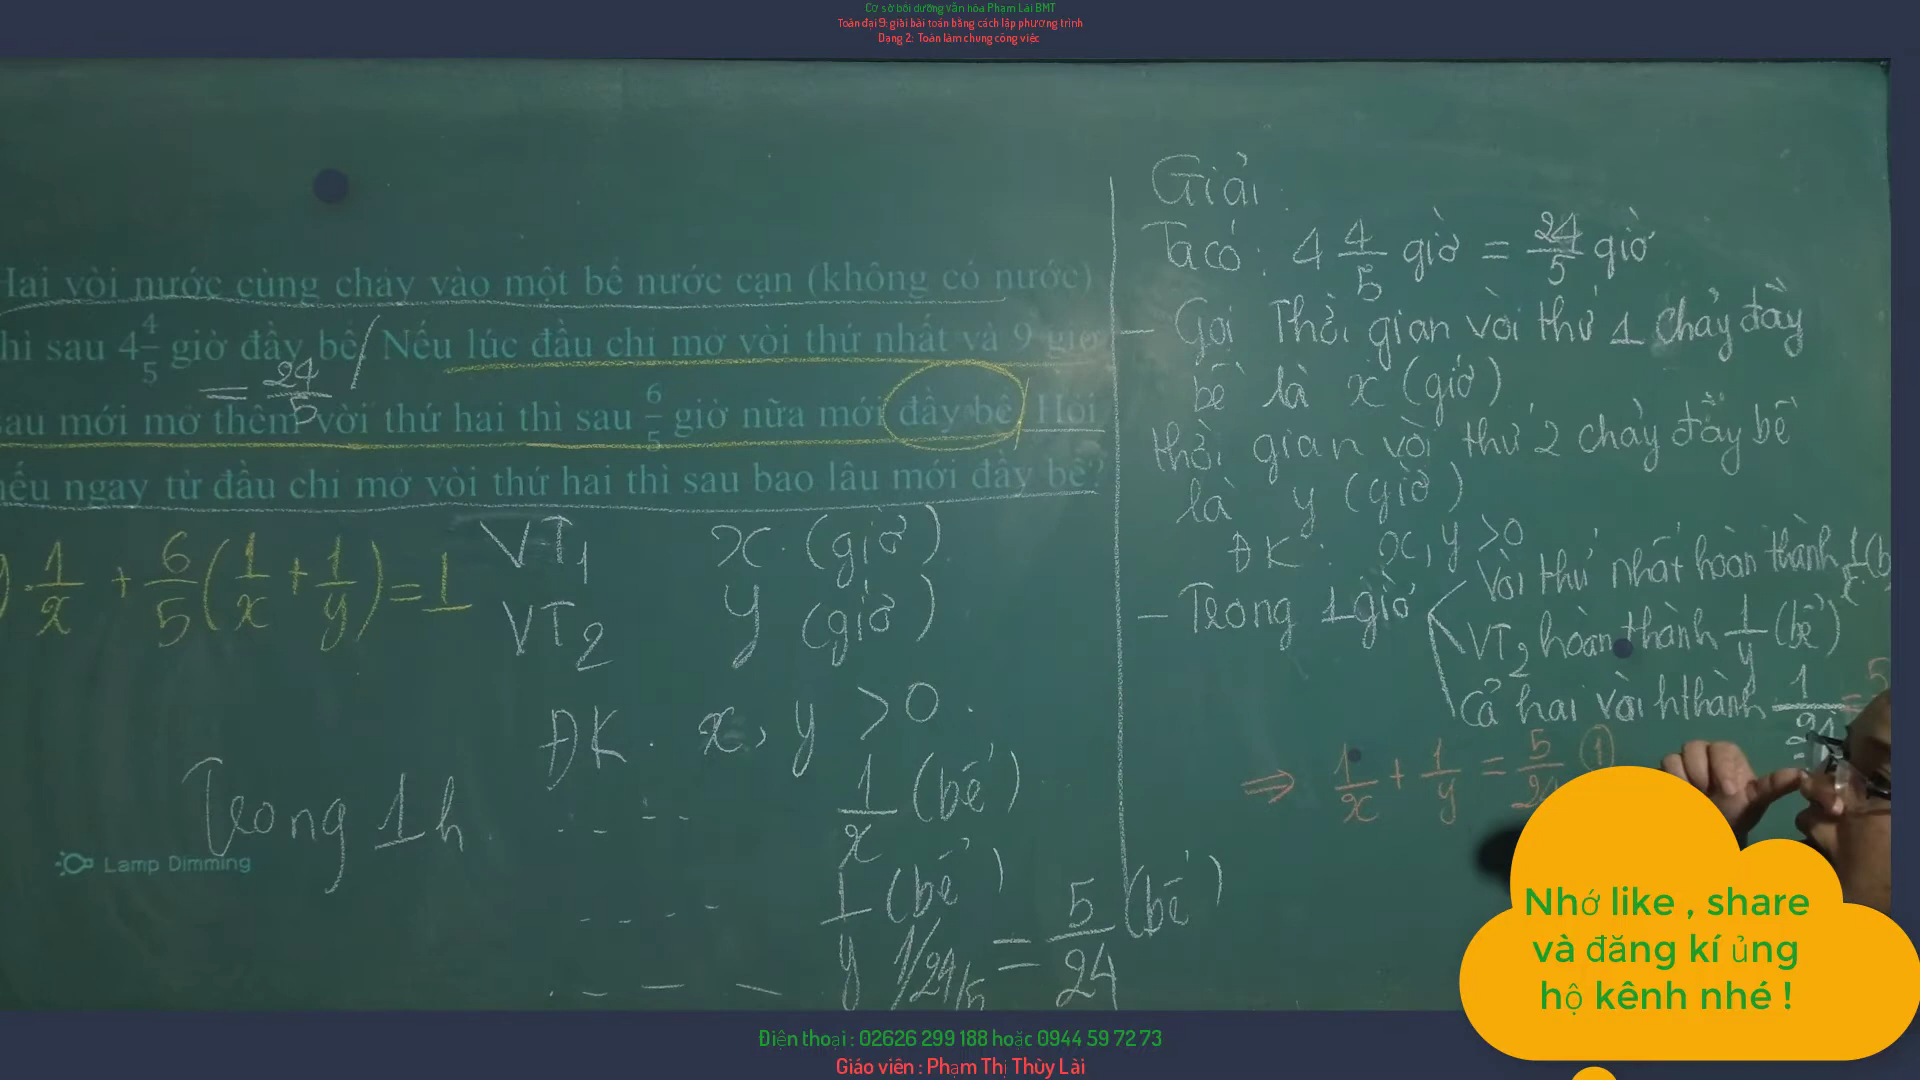 Cơ sở bồi dưỡng văn hóa Phạm Lài BMT
Toán đại 9: giải bài toán bằng cách lập phương trình
Dạng 2: Toán làm chung công việc
Hai vòi nước cùng chảy vào một bể nước cạn (không có nước)
thì sau 4 4/5 giờ đầy bể. Nếu lúc đầu chỉ mở vòi thứ nhất và 9 giờ
= 24/5
sau mới mở thêm vòi thứ hai thì sau 6/5 giờ nữa mới đầy bể. Hỏi
nếu ngay từ đầu chỉ mở vòi thứ hai thì sau bao lâu mới đầy bể?
) . 1/x + 6/5 (1/x + 1/y) = 1
VT1 x (giờ)
VT2 y (giờ)
ĐK. x, y > 0.
Trong 1h ---- 1/x (bể)
---- 1/y (bể)
---- 1/24/5 = 5/24 (bể)
Lamp Dimming
Giải
Ta có: 4 4/5 giờ = 24/5 giờ
- Gọi thời gian vòi thứ 1 chảy đầy
bể là x (giờ)
thời gian vòi thứ 2 chảy đầy bể
là y (giờ)
ĐK: x, y > 0
- Trong 1 giờ
Vòi thứ nhất hoàn thành 1
VT2 hoàn thành 1/y (bể)
Cả hai vòi hthành 1/24 = 5
=> 1/x + 1/y = 5/24 (1)
Nhớ like , share
và đăng kí ủng
hộ kênh nhé !
Điện thoại : 02626 299 188 hoặc 0944 59 72 73
Giáo viên : Phạm Thị Thùy Lài